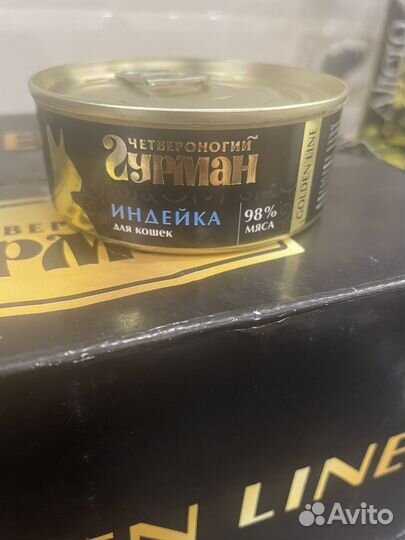 ЧЕТВЕРОНОГИЙ
Гурман
ИНДЕЙКА
для кошек
98%
МЯСА
GOLDEN LINE
LINE
Avito